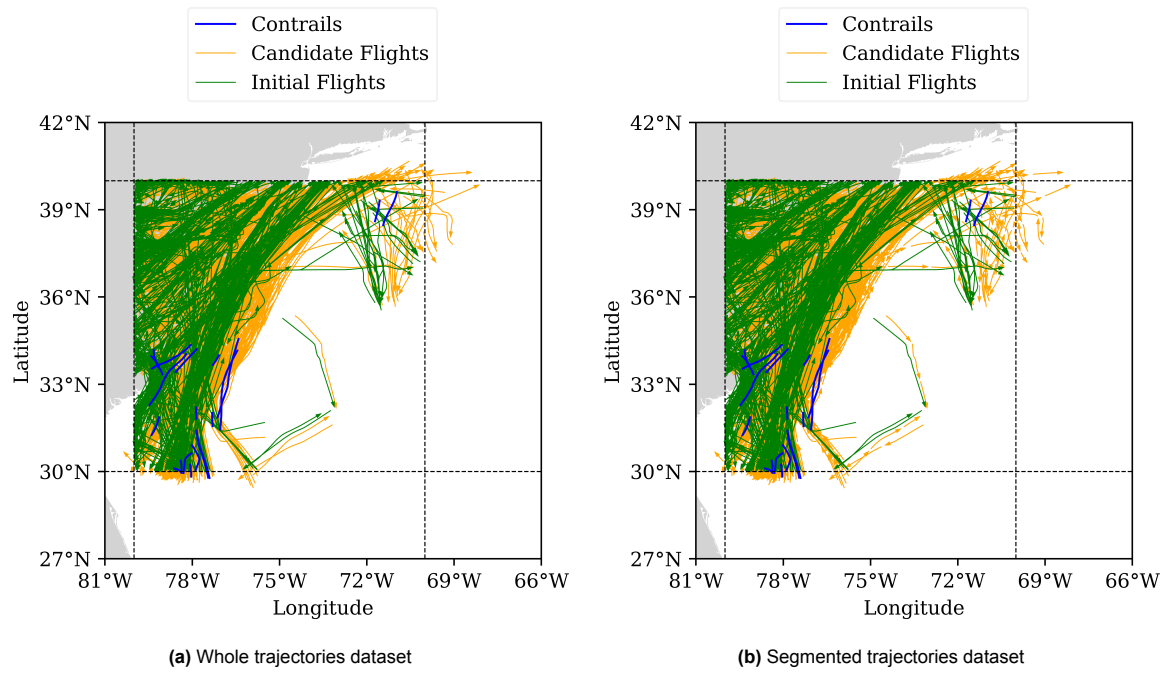 Contrails
Candidate Flights
Initial Flights
42°N
39°N
36°N
33°N
30°N
27°N
Latitude
81°W 78°W 75°W 72°W 69°W 66°W
Longitude
(a) Whole trajectories dataset
Contrails
Candidate Flights
Initial Flights
42°N
39°N
36°N
33°N
30°N
27°N
Latitude
81°W 78°W 75°W 72°W 69°W 66°W
Longitude
(b) Segmented trajectories dataset